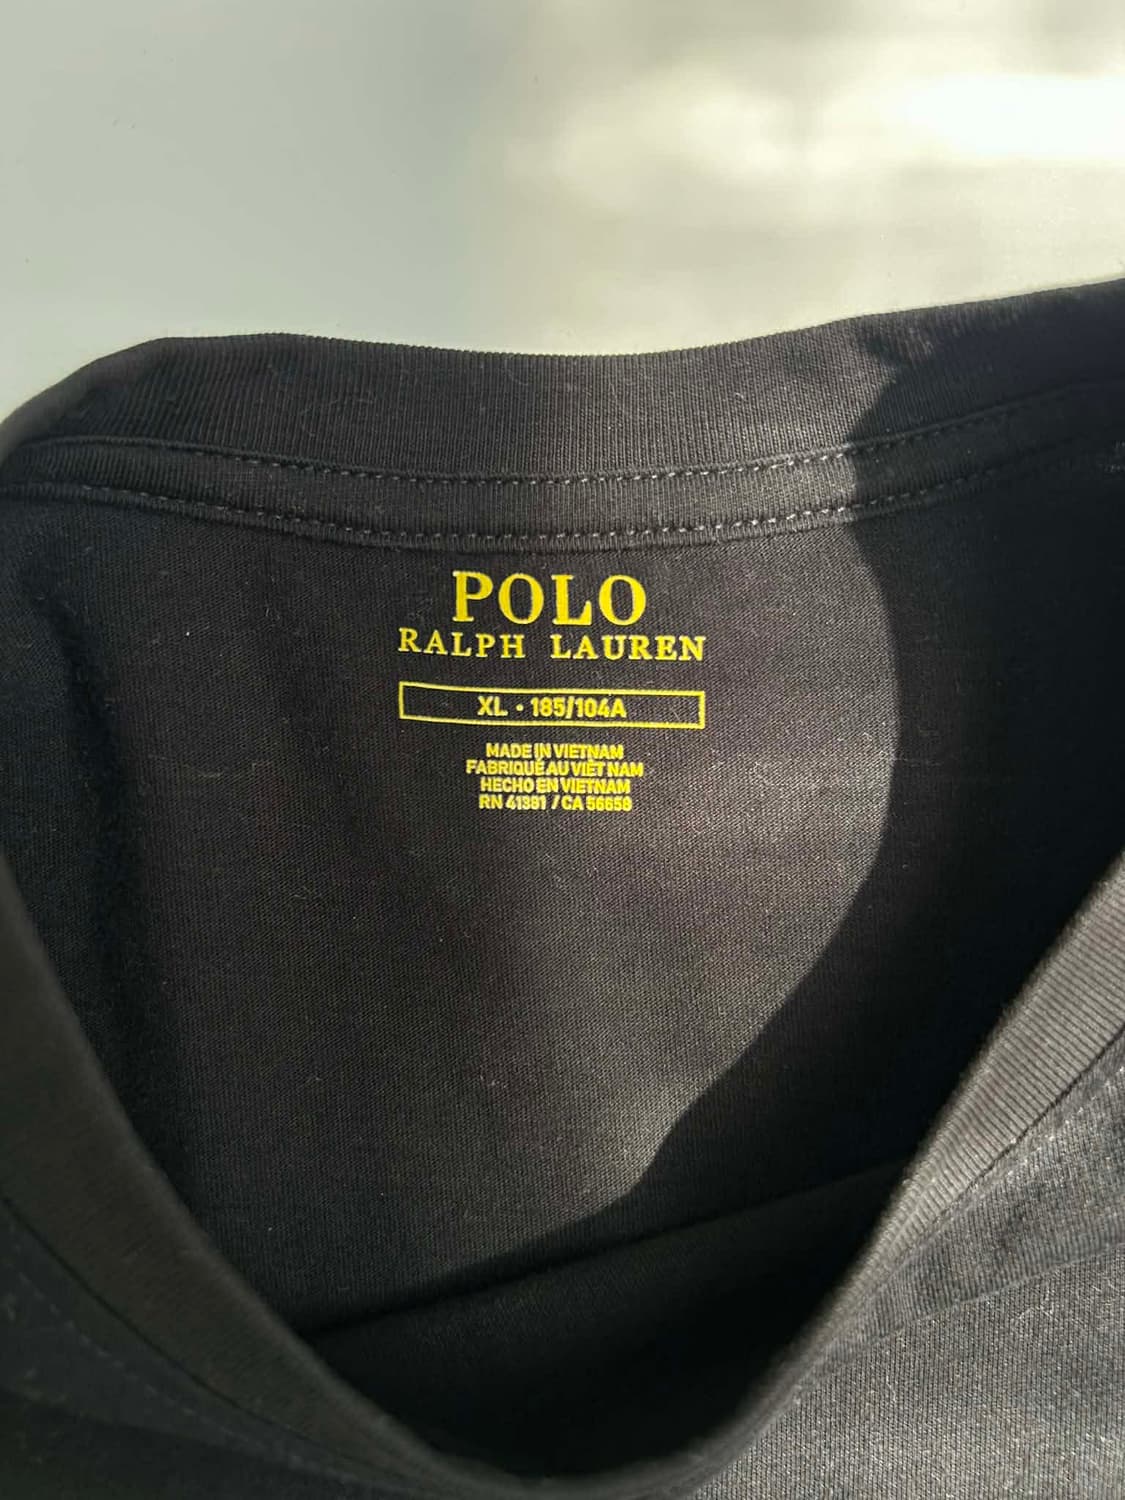 POLO
RALPH LAUREN
XL • 185/104A
MADE IN VIETNAM
FABRIQUÉ AU VIÊT NAM
HECHO EN VIETNAM
RN 41381 / CA 56658